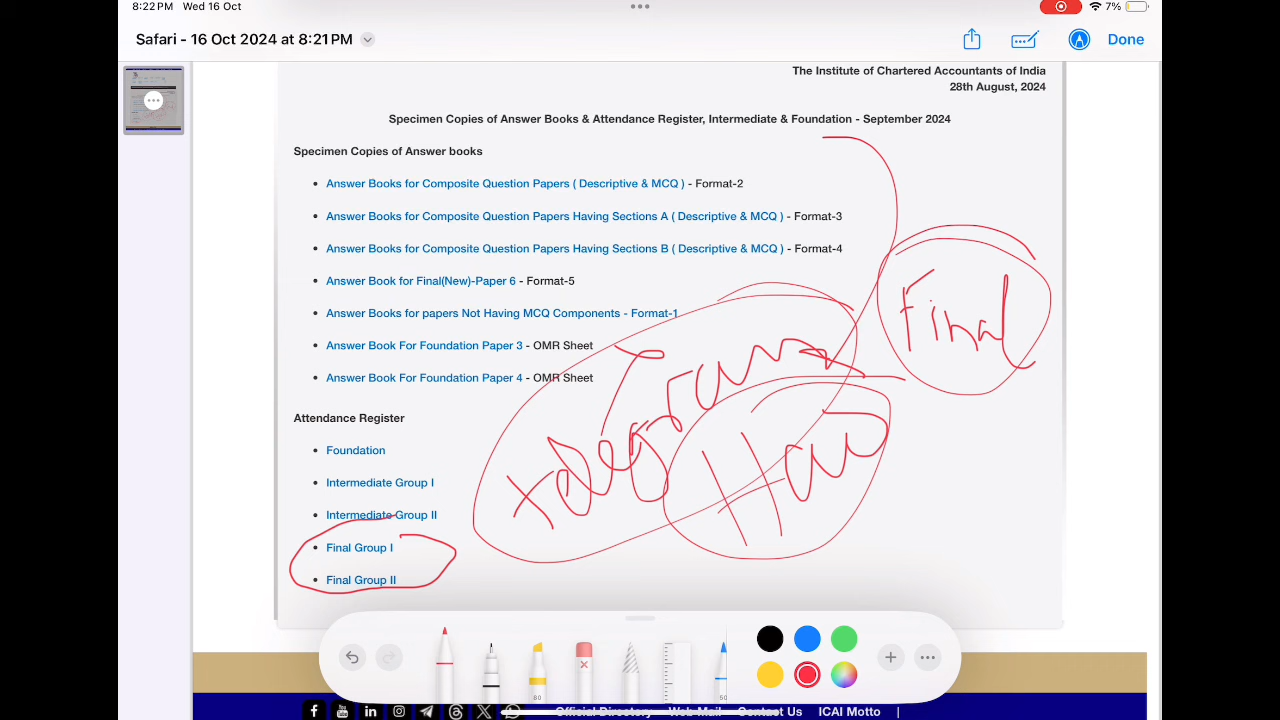 8:22 PM Wed 16 Oct
7%
Safari - 16 Oct 2024 at 8:21 PM
Done
The Institute of Chartered Accountants of India
28th August, 2024
Specimen Copies of Answer Books & Attendance Register, Intermediate & Foundation - September 2024
Specimen Copies of Answer books
Answer Books for Composite Question Papers ( Descriptive & MCQ ) - Format-2
Answer Books for Composite Question Papers Having Sections A ( Descriptive & MCQ ) - Format-3
Answer Books for Composite Question Papers Having Sections B ( Descriptive & MCQ ) - Format-4
Answer Book for Final(New)-Paper 6 - Format-5
Answer Books for papers Not Having MCQ Components - Format-1
Answer Book For Foundation Paper 3 - OMR Sheet
Answer Book For Foundation Paper 4 - OMR Sheet
Final
Attendance Register
Foundation
Intermediate Group I
Intermediate Group II
Final Group I
Final Group II
80
50
Official Directory Web Mail Contact Us ICAI Motto |